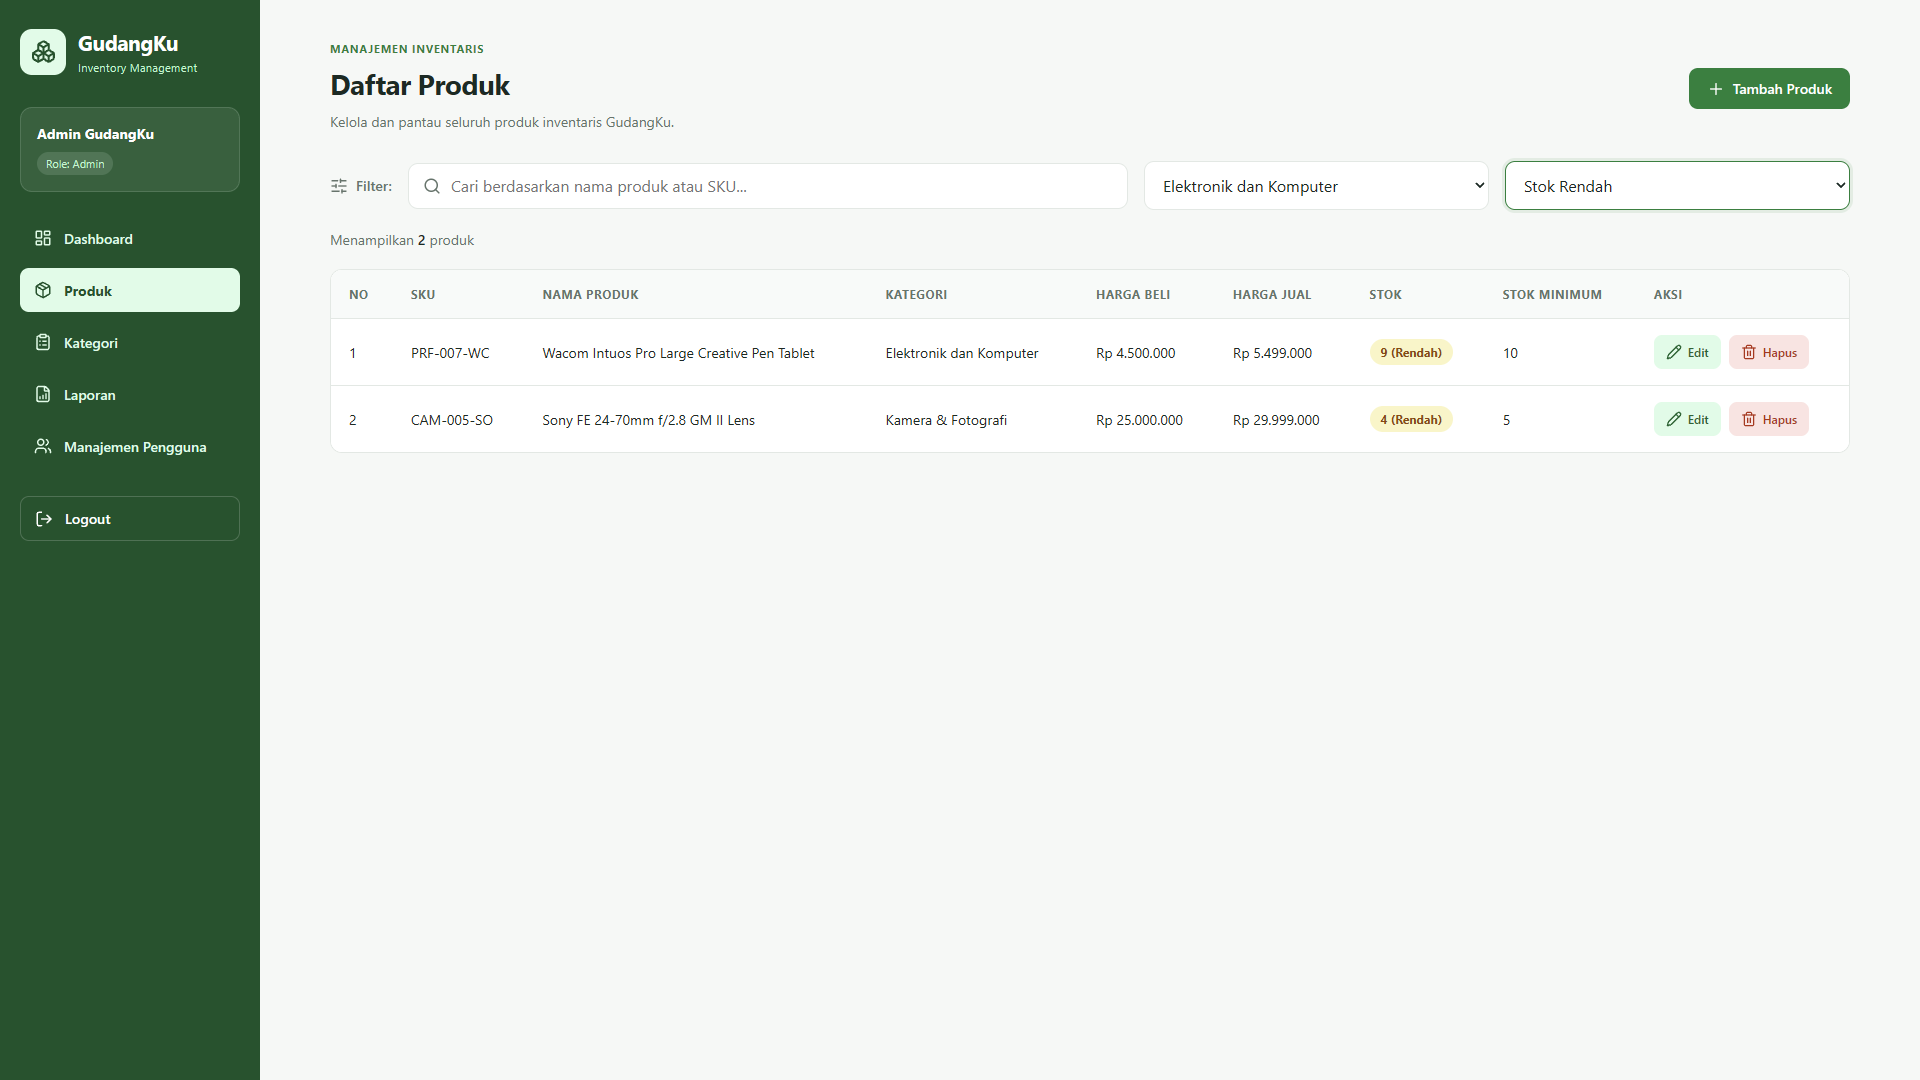 GudangKu
Inventory Management
Admin GudangKu
Role: Admin
Dashboard
Produk
Kategori
Laporan
Manajemen Pengguna
Logout
MANAJEMEN INVENTARIS
Daftar Produk
Kelola dan pantau seluruh produk inventaris GudangKu.
Tambah Produk
Filter: Cari berdasarkan nama produk atau SKU... Elektronik dan Komputer Stok Rendah
Menampilkan 2 produk
NO SKU NAMA PRODUK KATEGORI HARGA BELI HARGA JUAL STOK STOK MINIMUM AKSI
1 PRF-007-WC Wacom Intuos Pro Large Creative Pen Tablet Elektronik dan Komputer Rp 4.500.000 Rp 5.499.000 9 (Rendah) 10 Edit Hapus
2 CAM-005-SO Sony FE 24-70mm f/2.8 GM II Lens Kamera & Fotografi Rp 25.000.000 Rp 29.999.000 4 (Rendah) 5 Edit Hapus